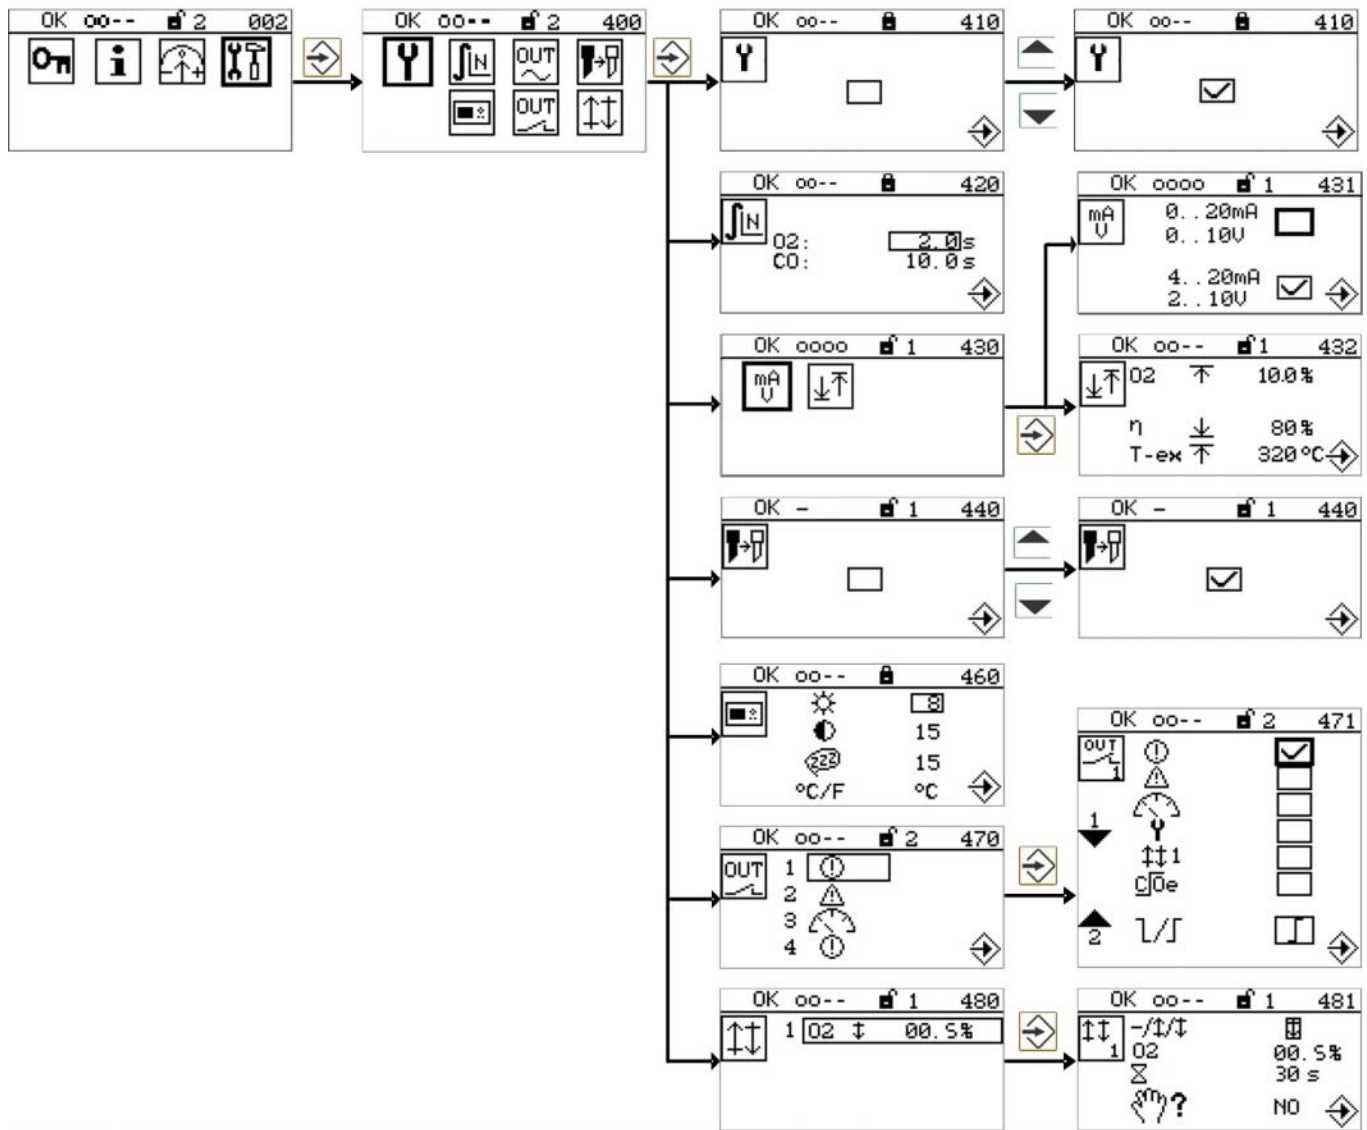 OK oo-- 2 002
i
OK oo-- 2 400
N OUT
OUT
OK oo-- 410
OK oo-- 410
OK oo-- 420
N
O2: 2.0s
CO: 10.0s
OK oooo 1 431
mA
V
0..20mA
0..10V
4..20mA
2..10V
OK oooo 1 430
mA
V
OK oo-- 1 432
O2 10.0%
η 80%
T-ex 320°C
OK - 1 440
OK - 1 440
OK oo-- 460
8
15
zzz 15
°C/F °C
OK oo-- 2 470
OUT
1
2
3
4
OK oo-- 2 471
OUT
1
1
1
COe
2
OK oo-- 1 480
1 O2 00.5%
OK oo-- 1 481
1
-/↕/↕
O2 00.5%
30 s
? NO